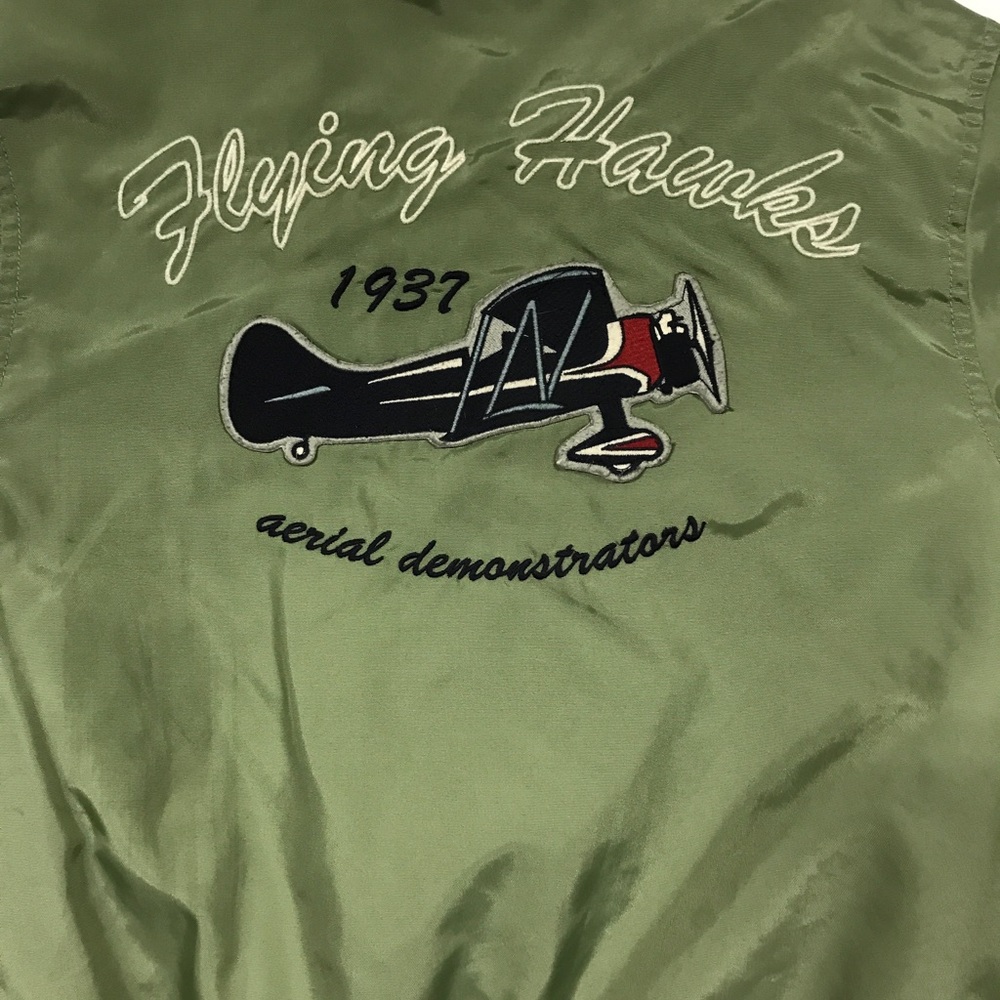 Flying Hawks
1937
aerial demonstrators